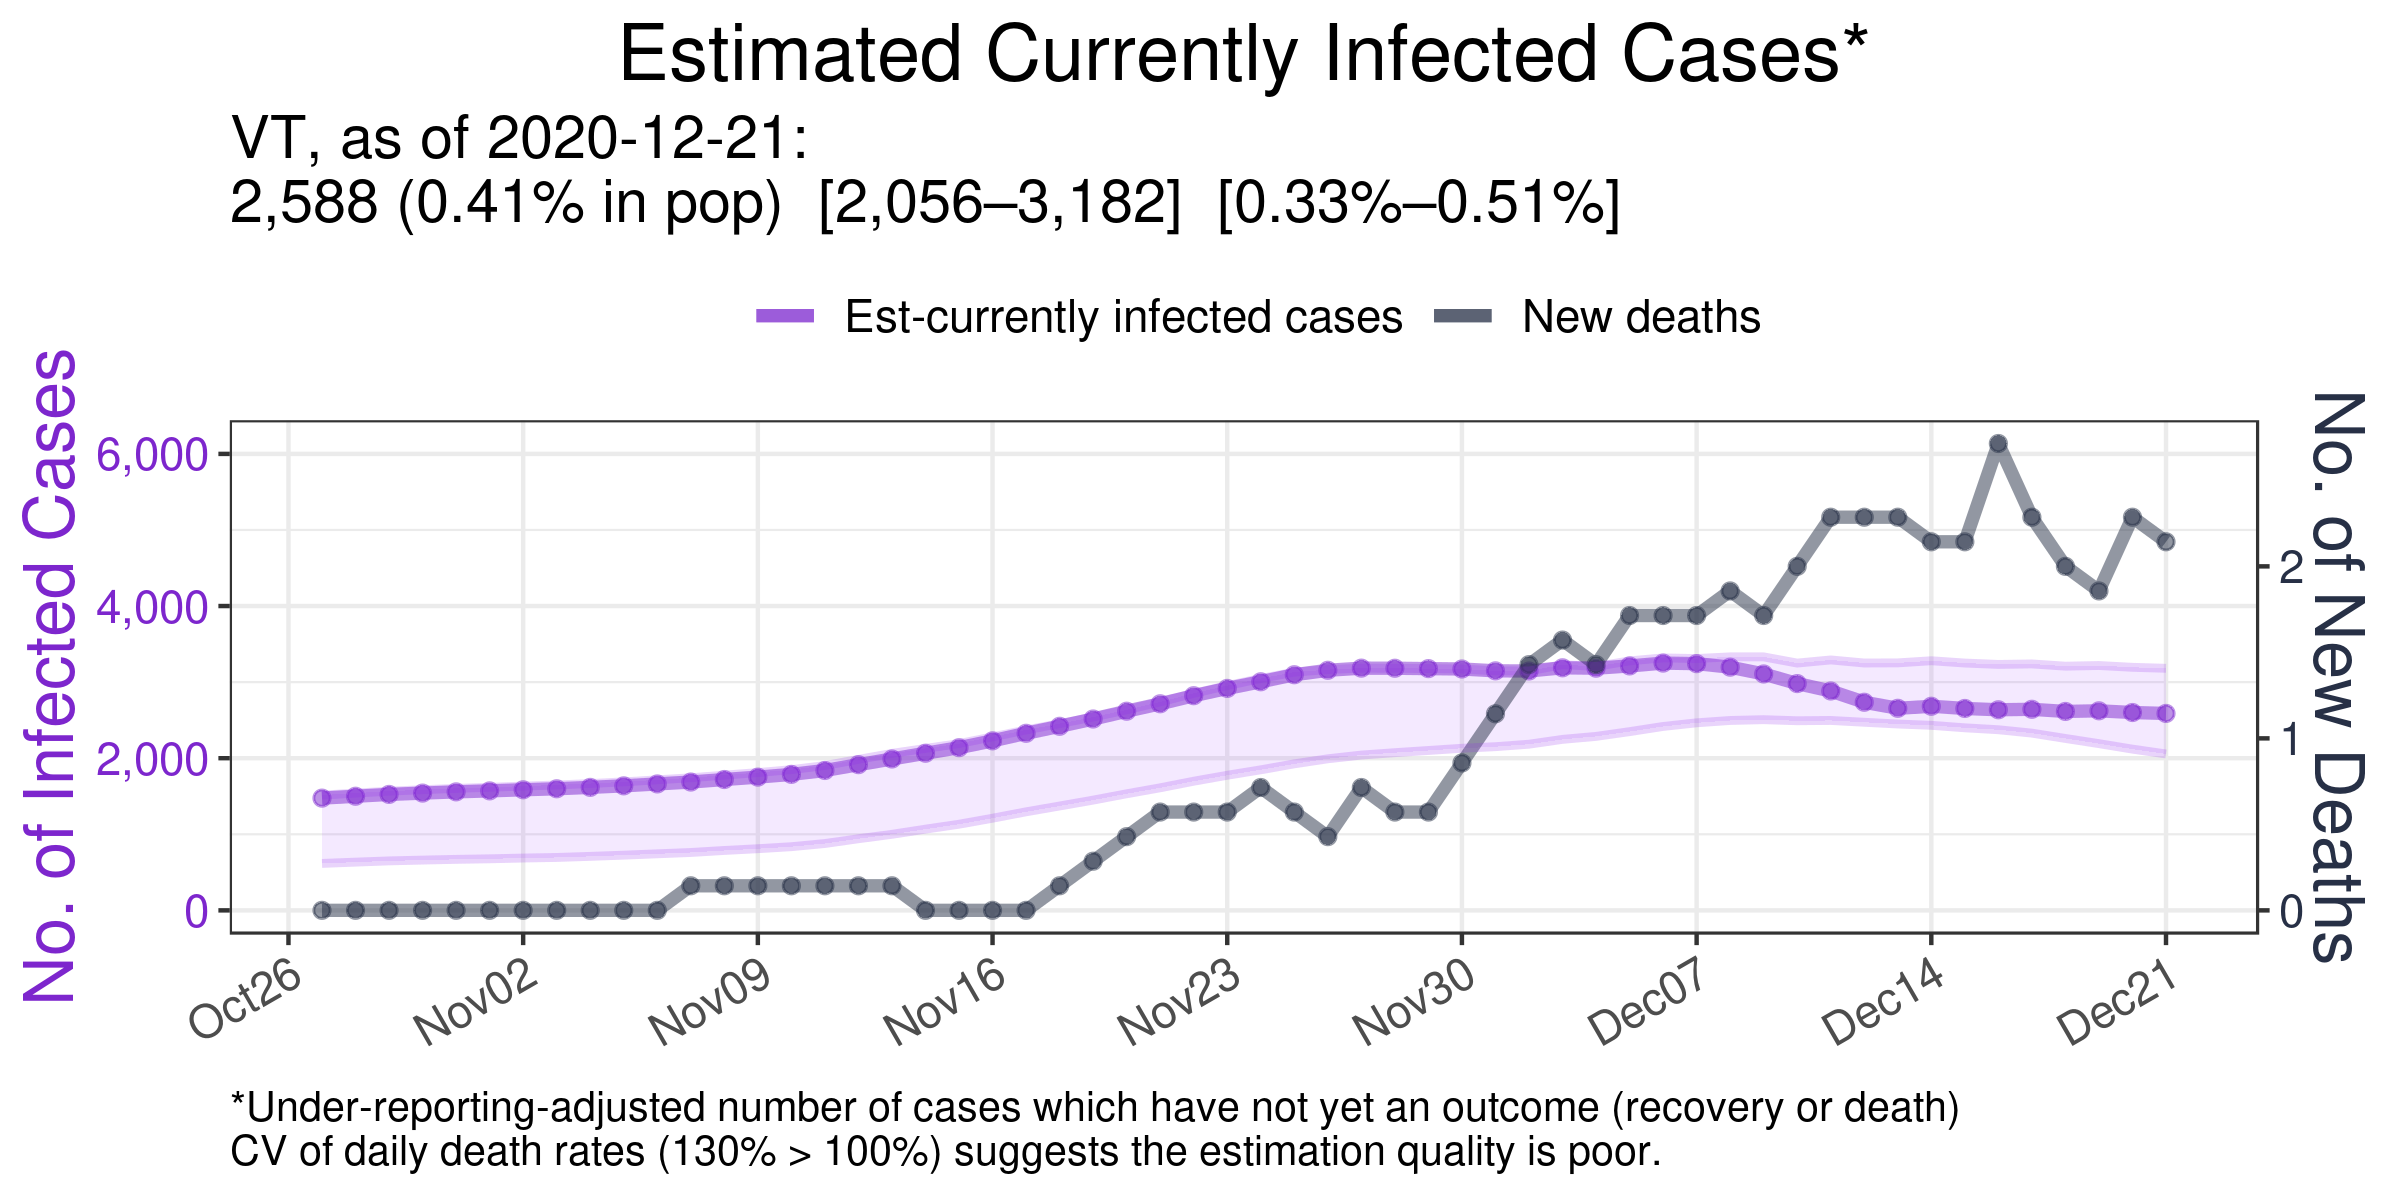 Estimated Currently Infected Cases*
VT, as of 2020-12-21:
2,588 (0.41% in pop)  [2,056–3,182]  [0.33%–0.51%]
Est-currently infected cases
New deaths
No. of Infected Cases
6,000
4,000
2,000
0
2
1
0
No. of New Deaths
Oct26
Nov02
Nov09
Nov16
Nov23
Nov30
Dec07
Dec14
Dec21
*Under-reporting-adjusted number of cases which have not yet an outcome (recovery or death)
CV of daily death rates (130% > 100%) suggests the estimation quality is poor.